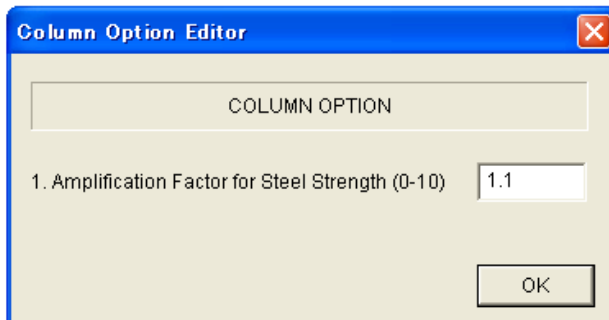 Column Option Editor
COLUMN OPTION
1. Amplification Factor for Steel Strength (0-10) 1.1
OK